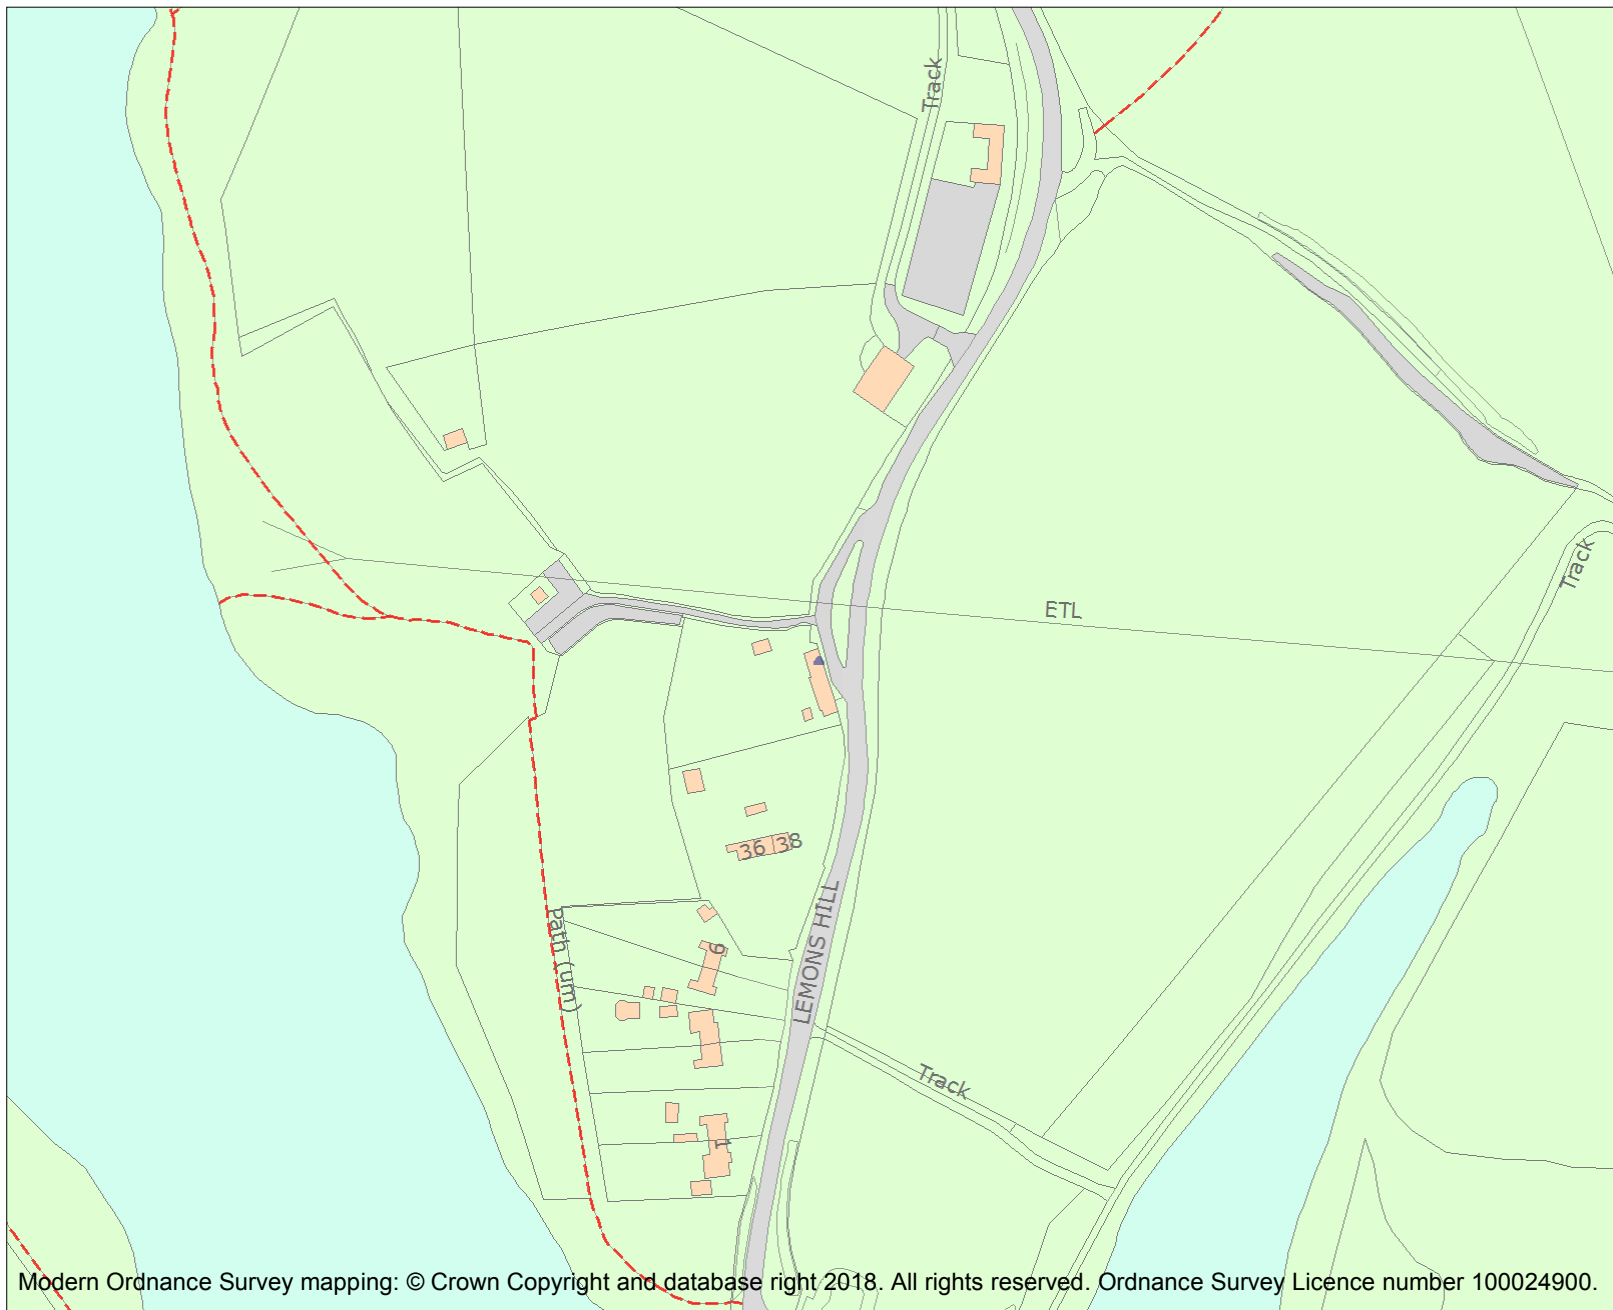 Track
Track
ETL
36
38
LEMONS HILL
6
Path (um)
Track
1
Modern Ordnance Survey mapping: © Crown Copyright and database right 2018. All rights reserved. Ordnance Survey Licence number 100024900.